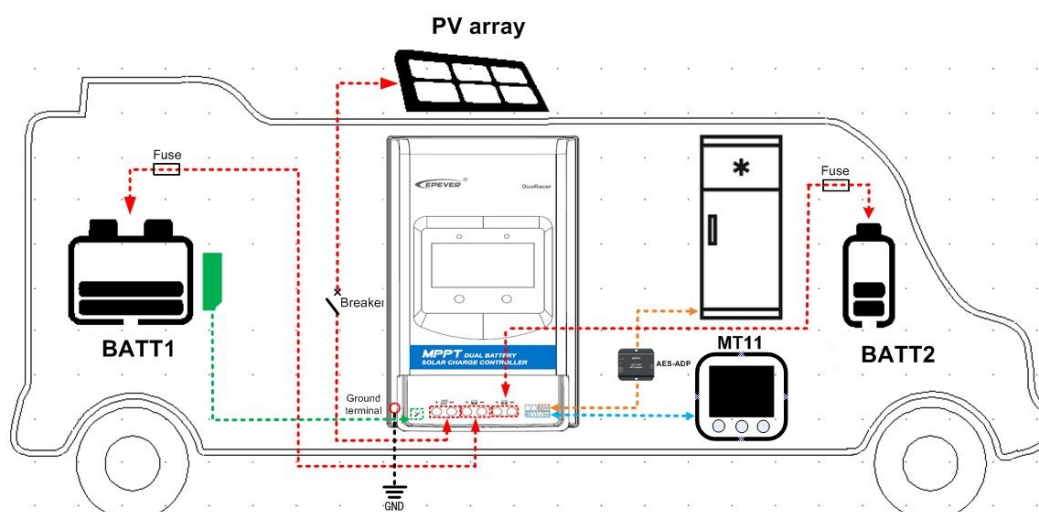 PV array
Fuse
BATT1
Breaker
EPEVER ®
DuoRacer
MPPT DUAL BATTERY
SOLAR CHARGE CONTROLLER
Ground
terminal
GND
AES-ADP
MT11
Fuse
BATT2